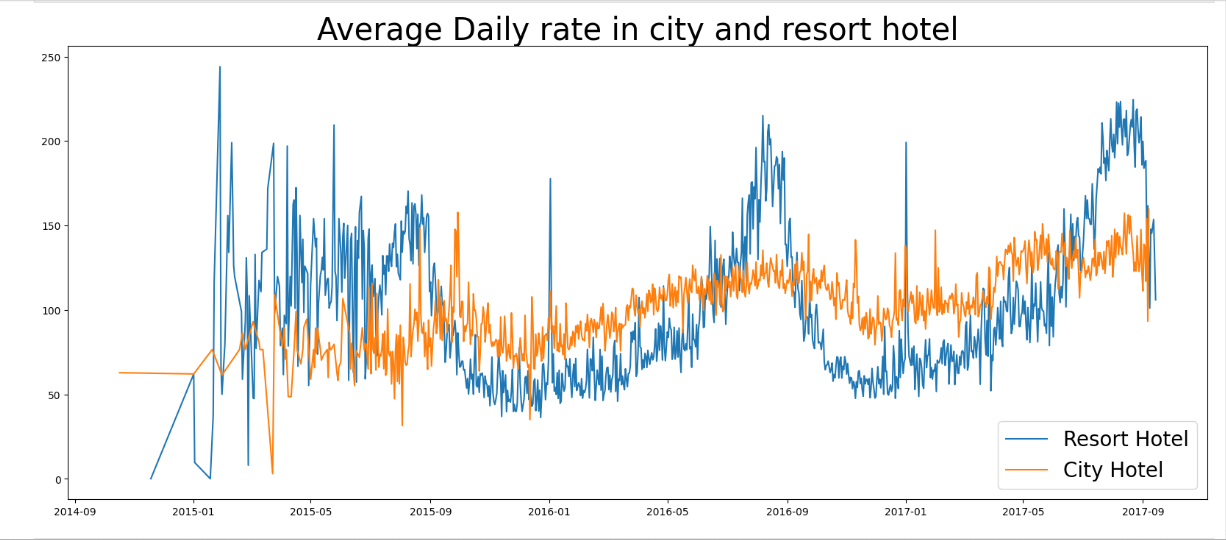 Average Daily rate in city and resort hotel
250
200
150
100
50
0
Resort Hotel
City Hotel
2014-09 2015-01 2015-05 2015-09 2016-01 2016-05 2016-09 2017-01 2017-05 2017-09